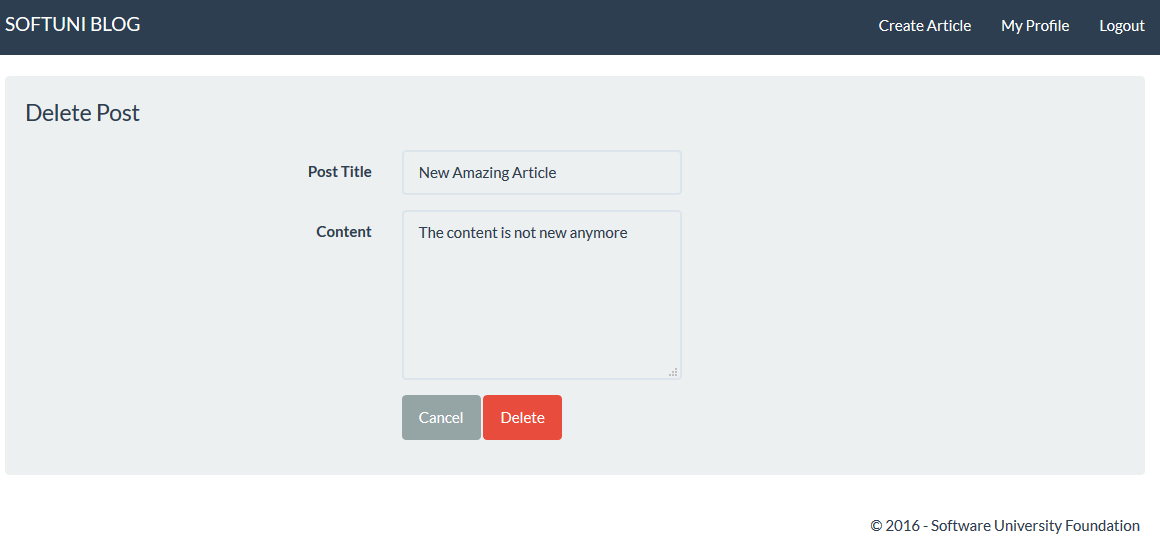 SOFTUNI BLOG
Create Article
My Profile
Logout
Delete Post
Post Title
New Amazing Article
Content
The content is not new anymore
Cancel
Delete
© 2016 - Software University Foundation